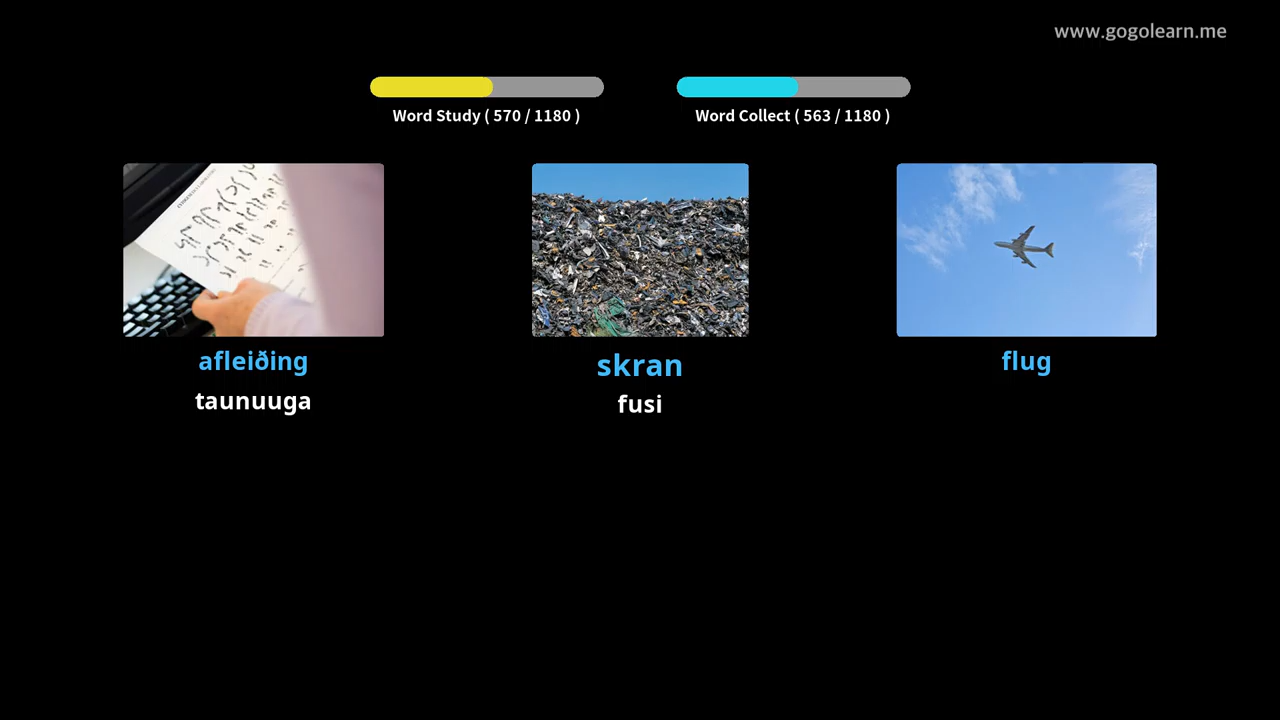 www.gogolearn.me
Word Study ( 570 / 1180 )
Word Collect ( 563 / 1180 )
afleiðing
skran
flug
taunuuga
fusi